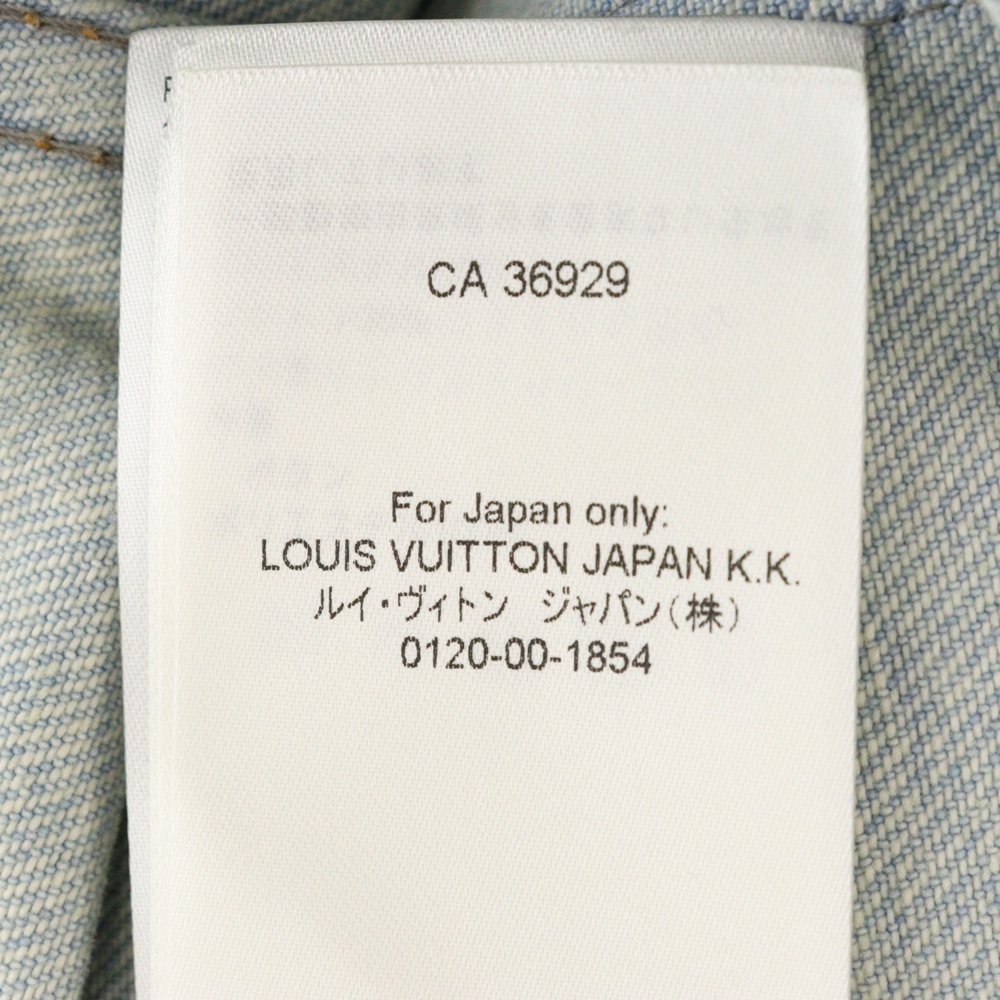 CA 36929
For Japan only:
LOUIS VUITTON JAPAN K.K.
ルイ・ヴィトン　ジャパン(株)
0120-00-1854